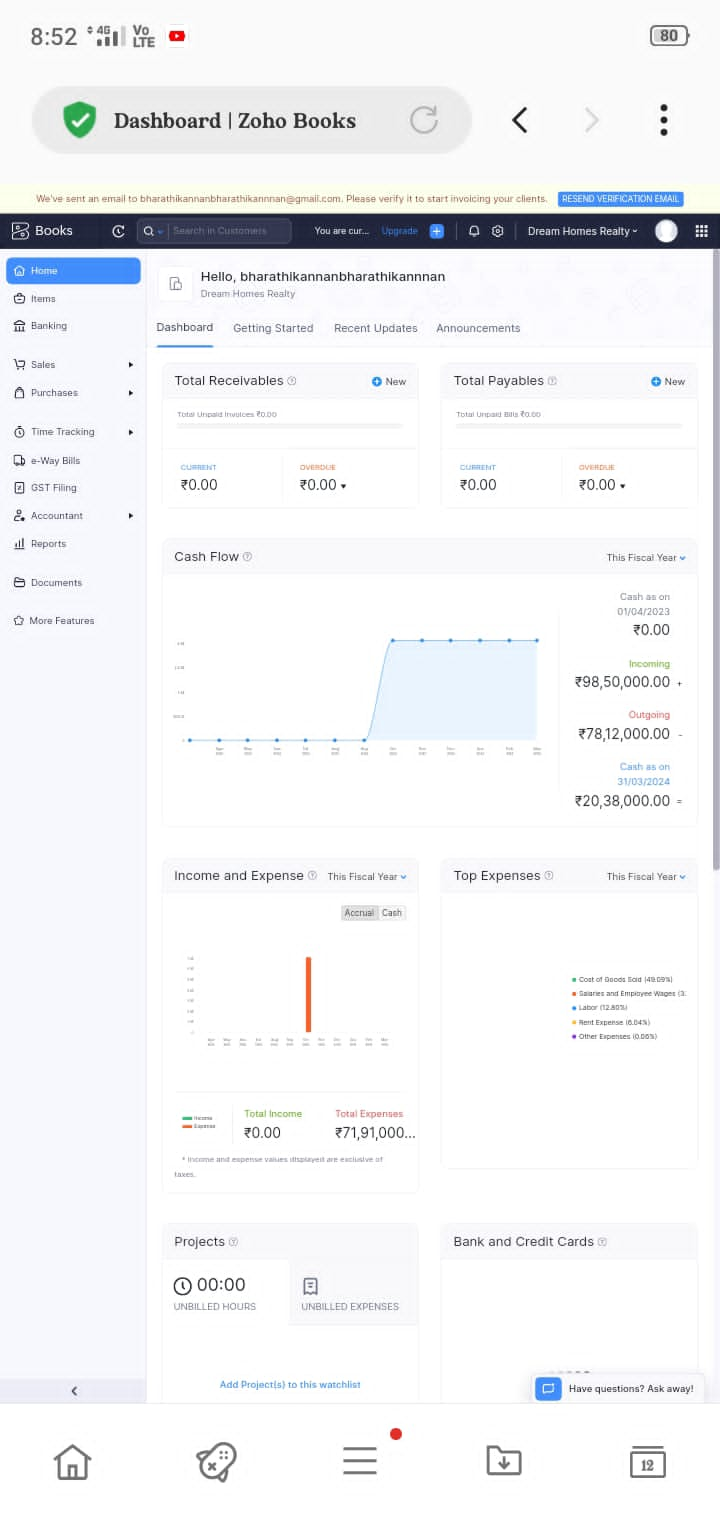 8:52 4G Vo LTE 80
Dashboard | Zoho Books
We've sent an email to bharathikannanbharathikannnan@gmail.com. Please verify it to start invoicing your clients. RESEND VERIFICATION EMAIL
Books Search in Customers You are cur... Upgrade Dream Homes Realty
Home
Items
Banking
Sales
Purchases
Time Tracking
e-Way Bills
GST Filing
Accountant
Reports
Documents
More Features
Hello, bharathikannanbharathikannnan
Dream Homes Realty
Dashboard Getting Started Recent Updates Announcements
Total Receivables New
Total Unpaid Invoices ₹0.00
CURRENT OVERDUE
₹0.00 ₹0.00
Total Payables New
Total Unpaid Bills ₹0.00
CURRENT OVERDUE
₹0.00 ₹0.00
Cash Flow This Fiscal Year
Cash as on
01/04/2023
₹0.00
Incoming
₹98,50,000.00 +
Outgoing
₹78,12,000.00 -
Cash as on
31/03/2024
₹20,38,000.00 =
Income and Expense This Fiscal Year
Accrual Cash
Income
Expense
Total Income Total Expenses
₹0.00 ₹71,91,000...
* Income and expense values displayed are exclusive of
taxes.
Top Expenses This Fiscal Year
Cost of Goods Sold (49.09%)
Salaries and Employee Wages (3.
Labor (12.80%)
Rent Expense (6.04%)
Other Expenses (0.06%)
Projects
00:00
UNBILLED HOURS UNBILLED EXPENSES
Add Project(s) to this watchlist
Bank and Credit Cards
Have questions? Ask away!
12